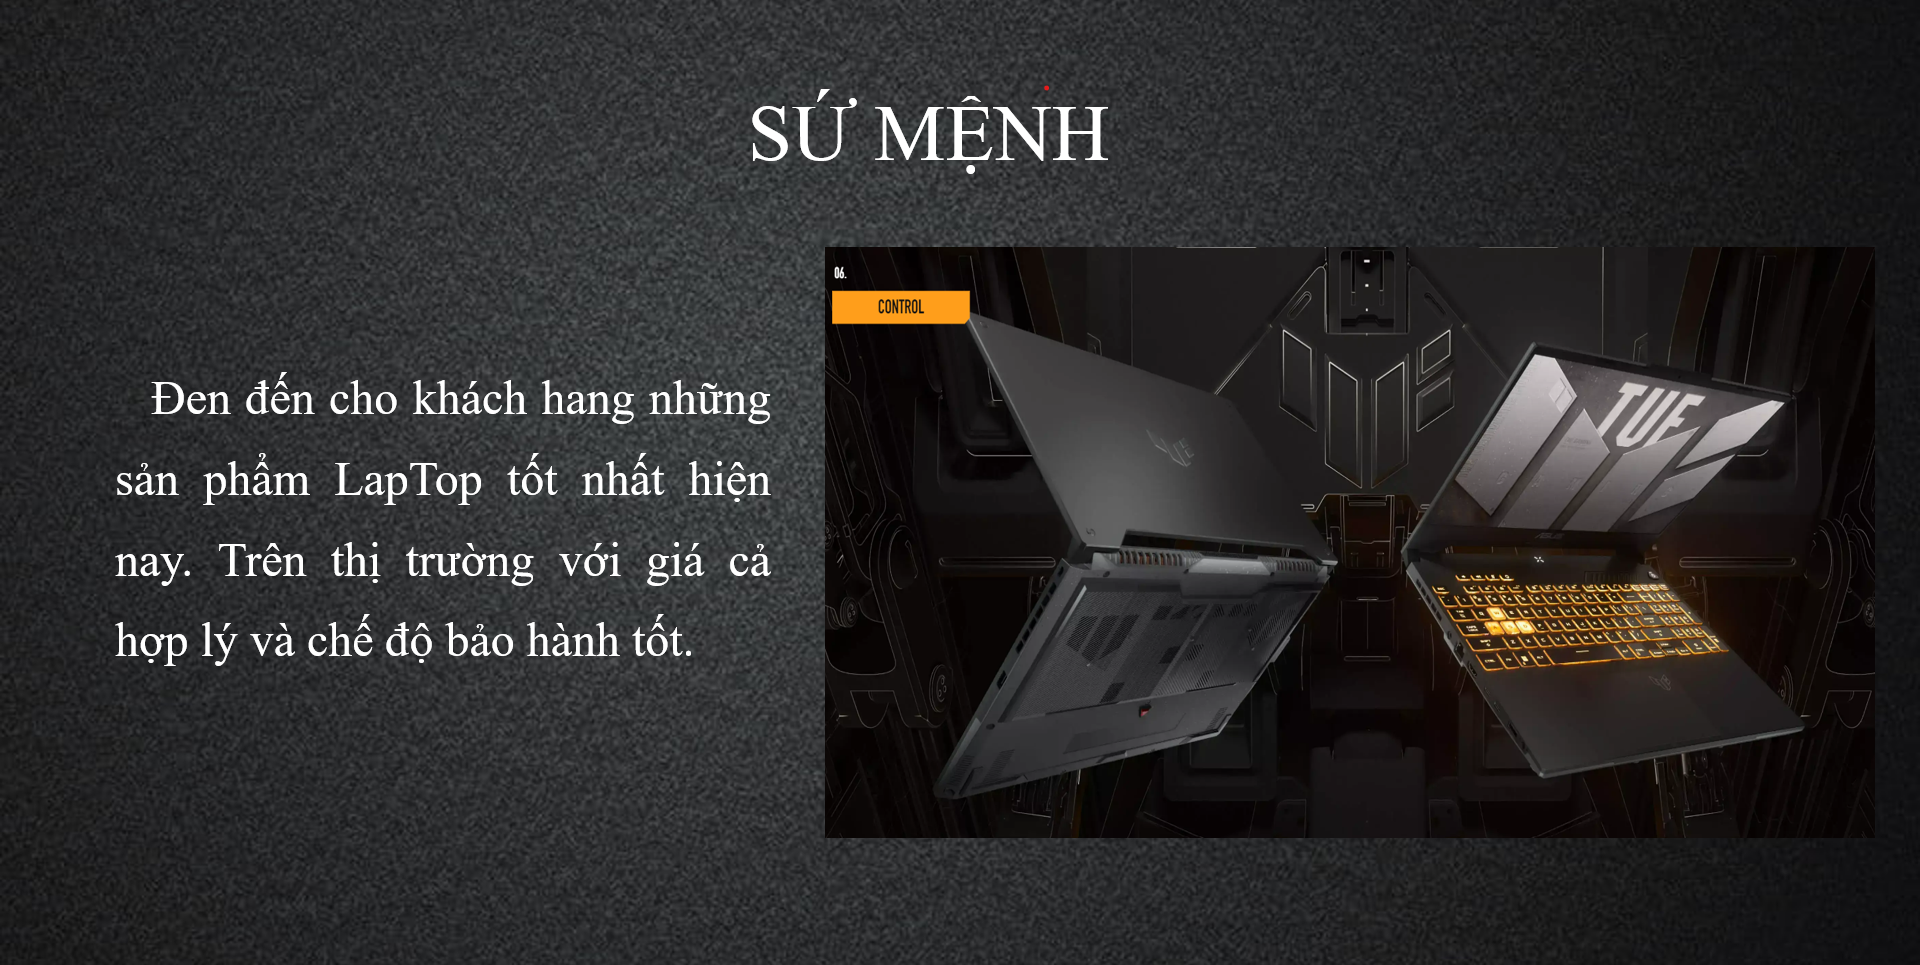 SỨ MỆNH
06.
CONTROL
Đen đến cho khách hang những
sản phẩm LapTop tốt nhất hiện
nay. Trên thị trường với giá cả
hợp lý và chế độ bảo hành tốt.
TUF